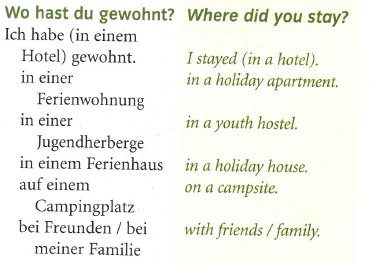 Wo hast du gewohnt? Where did you stay?
Ich habe (in einem
Hotel) gewohnt. I stayed (in a hotel).
in einer in a holiday apartment.
Ferienwohnung
in einer in a youth hostel.
Jugendherberge
in einem Ferienhaus in a holiday house.
auf einem on a campsite.
Campingplatz
bei Freunden / bei with friends / family.
meiner Familie